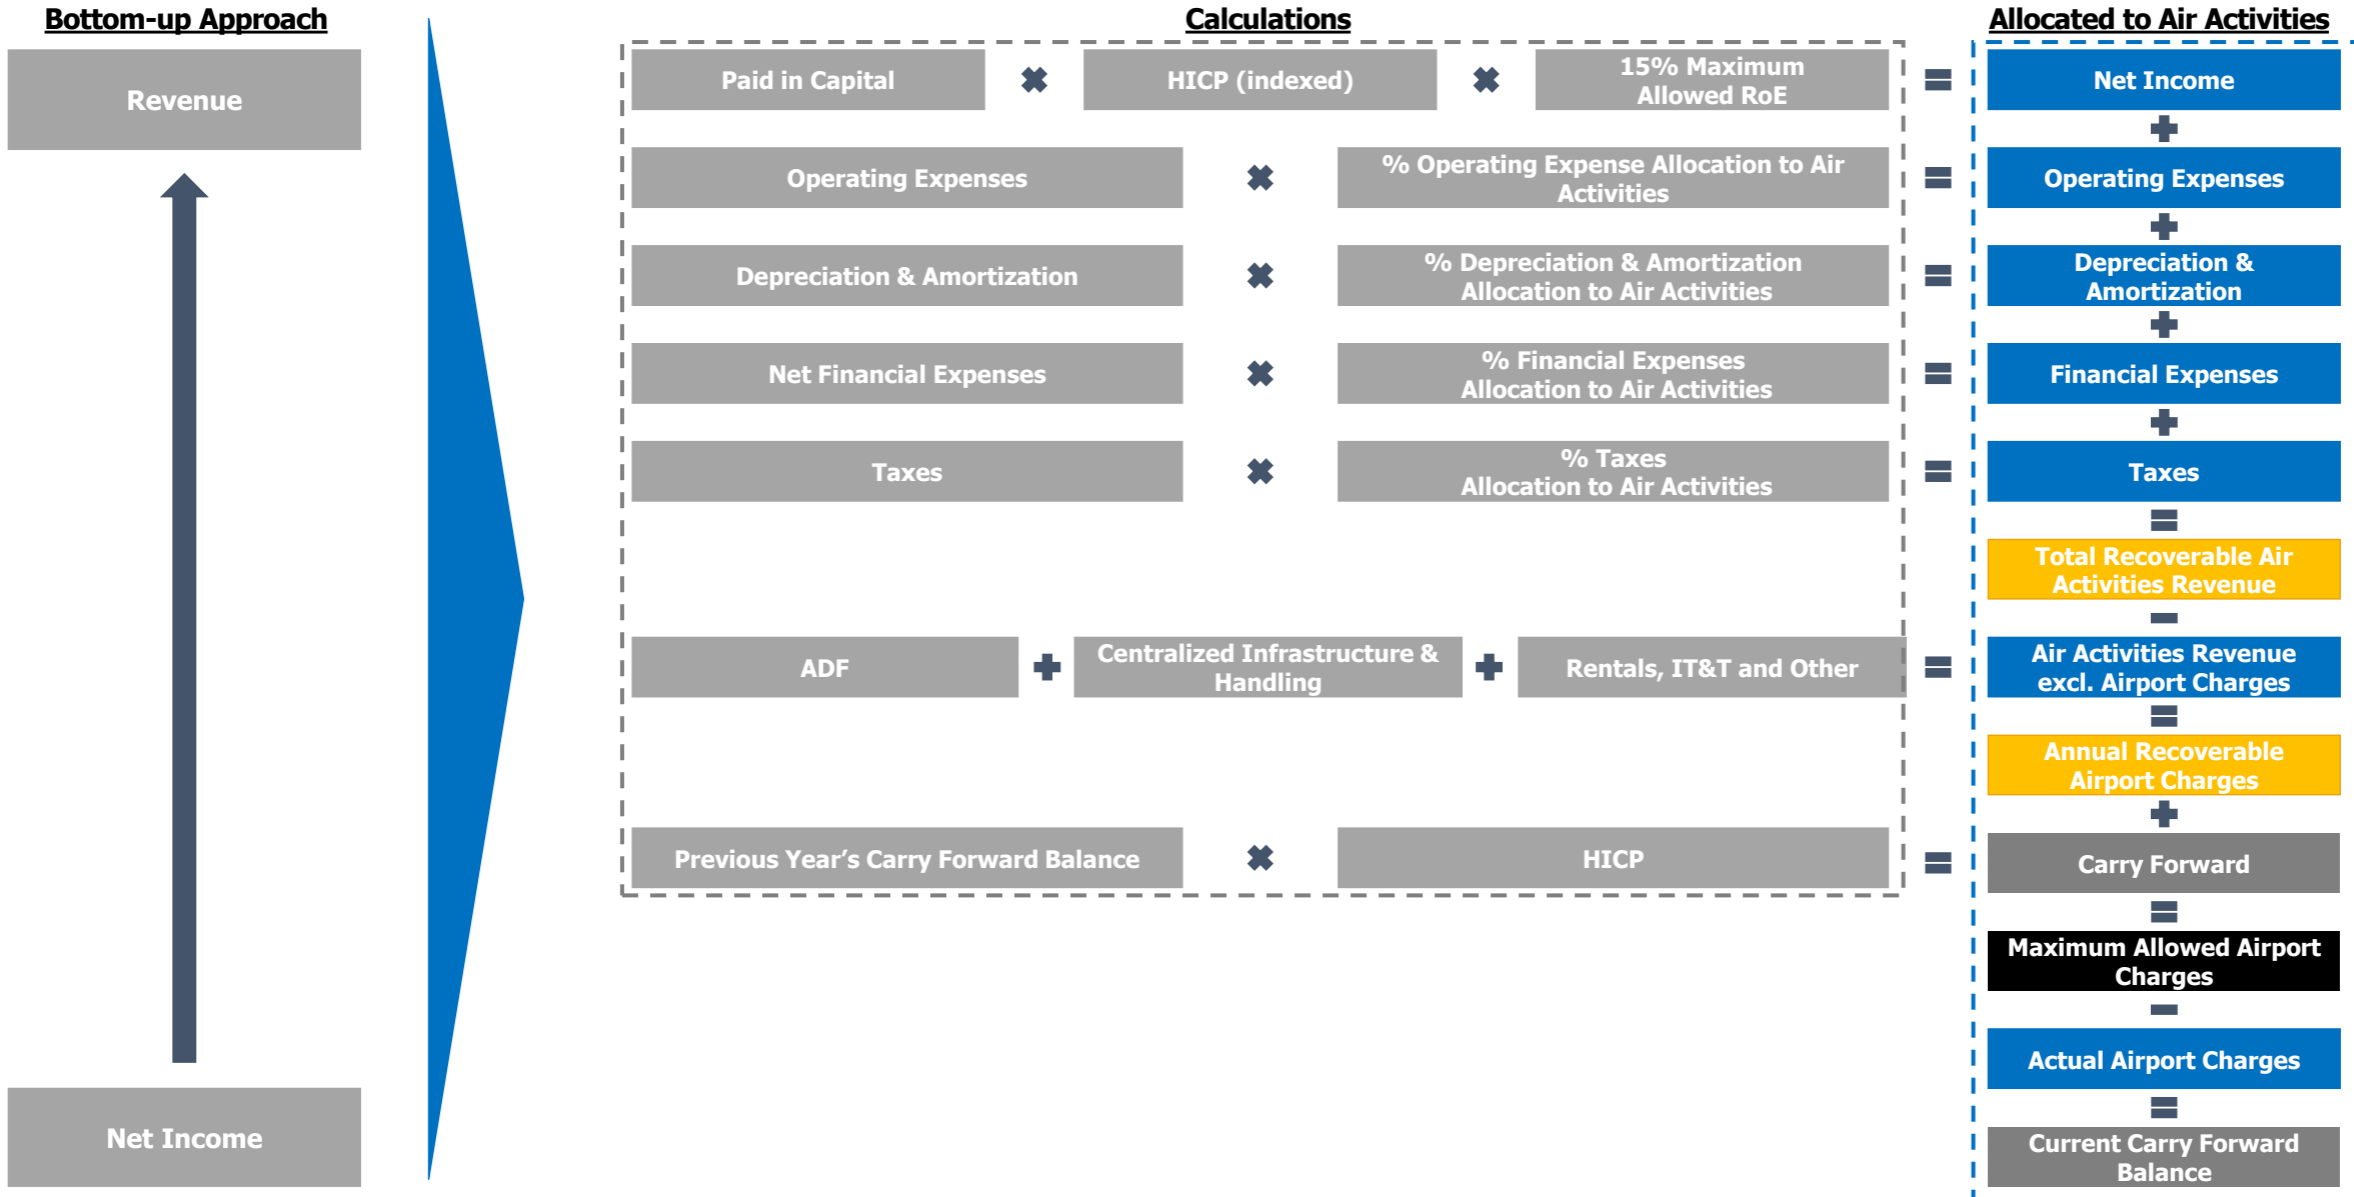 Bottom-up Approach
Calculations
Allocated to Air Activities
Revenue
Paid in Capital
HICP (indexed)
15% Maximum
Allowed RoE
Net Income
Operating Expenses
% Operating Expense Allocation to Air
Activities
Operating Expenses
Depreciation & Amortization
% Depreciation & Amortization
Allocation to Air Activities
Depreciation &
Amortization
Net Financial Expenses
% Financial Expenses
Allocation to Air Activities
Financial Expenses
Taxes
% Taxes
Allocation to Air Activities
Taxes
Total Recoverable Air
Activities Revenue
ADF
Centralized Infrastructure &
Handling
Rentals, IT&T and Other
Air Activities Revenue
excl. Airport Charges
Annual Recoverable
Airport Charges
Previous Year’s Carry Forward Balance
HICP
Carry Forward
Maximum Allowed Airport
Charges
Actual Airport Charges
Net Income
Current Carry Forward
Balance